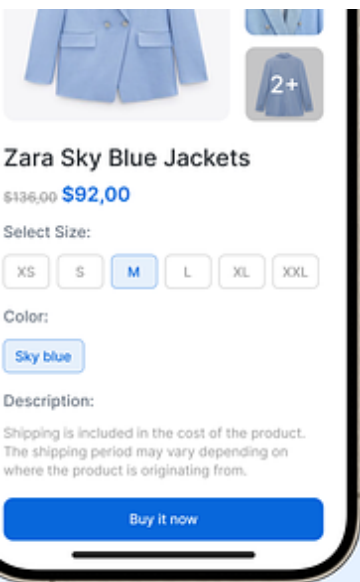 2+
Zara Sky Blue Jackets
$136,00 $92,00
Select Size:
XS S M L XL XXL
Color:
Sky blue
Description:
Shipping is included in the cost of the product.
The shipping period may vary depending on
where the product is originating from.
Buy it now